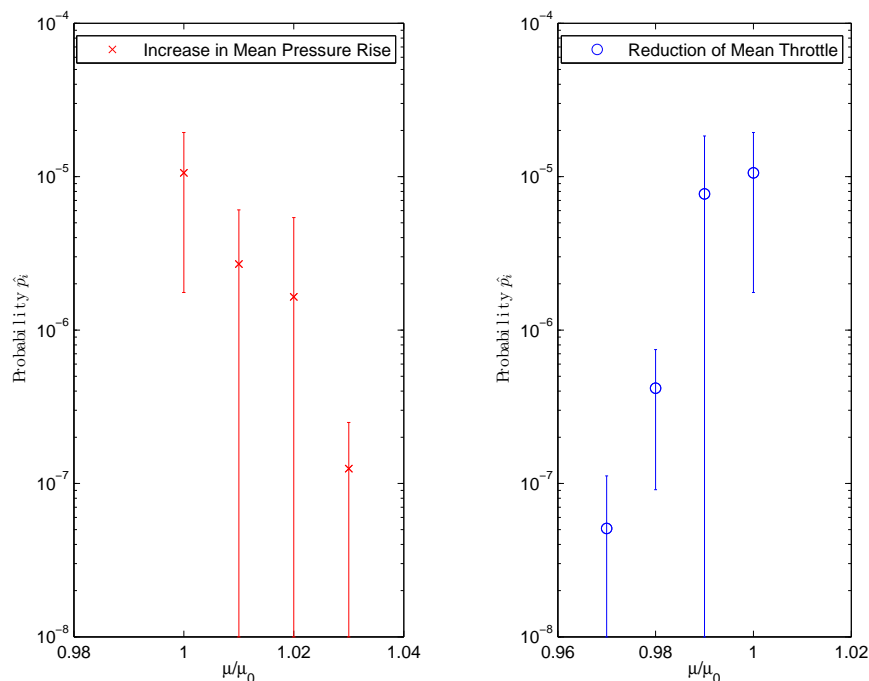 10⁻⁴
Increase in Mean Pressure Rise
10⁻⁵
10⁻⁶
10⁻⁷
10⁻⁸
Probability p̂ᵢ
0.98 1 1.02 1.04
μ/μ₀
10⁻⁴
Reduction of Mean Throttle
10⁻⁵
10⁻⁶
10⁻⁷
10⁻⁸
Probability p̂ᵢ
0.96 0.98 1 1.02
μ/μ₀